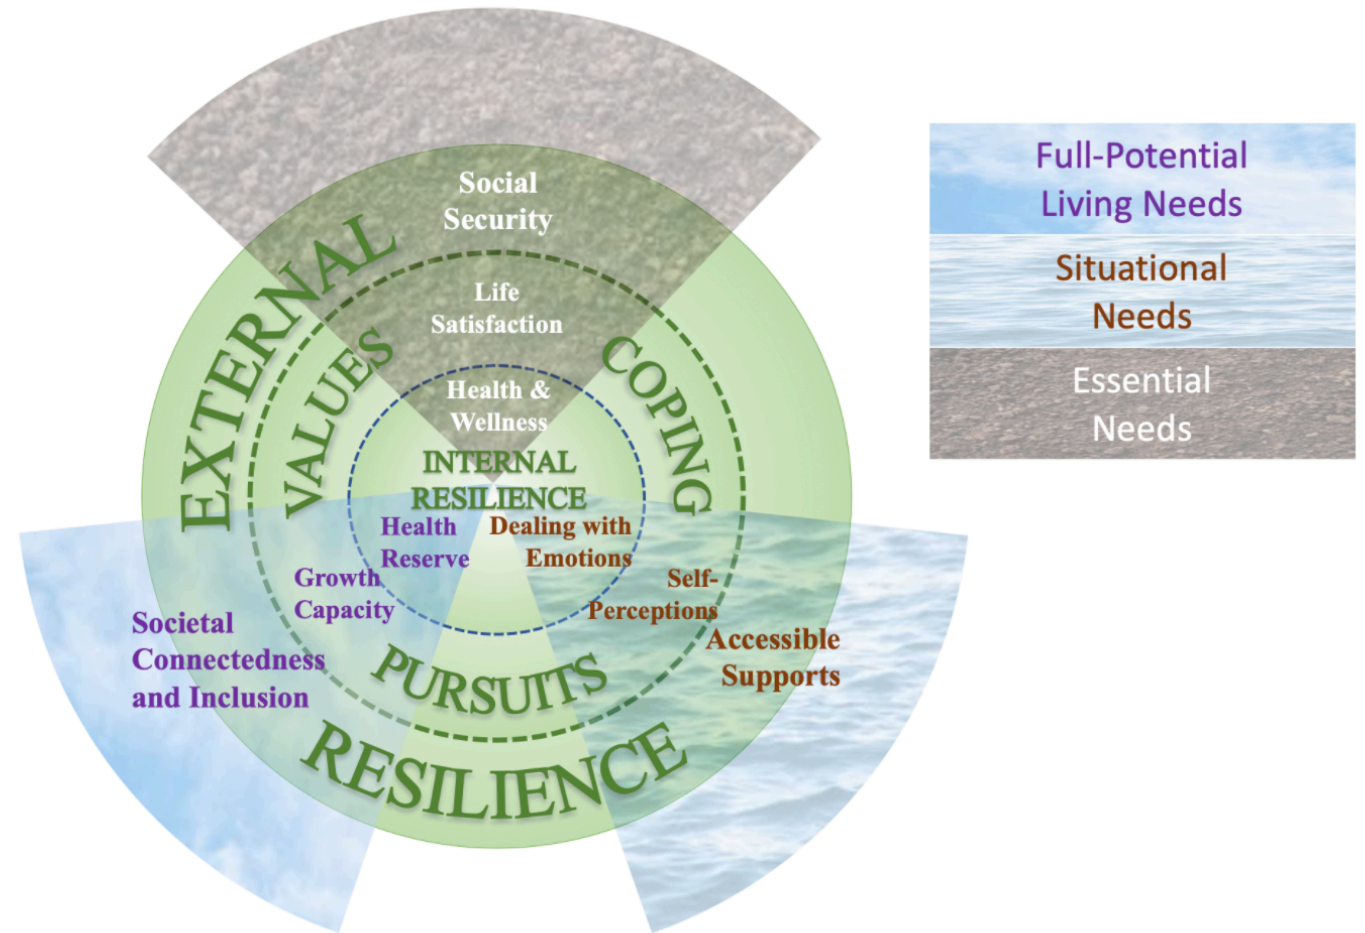 Social
Security
Life
Satisfaction
Health &
Wellness
EXTERNAL
VALUES
COPING
INTERNAL
RESILIENCE
Health
Reserve
Dealing with
Emotions
Growth
Capacity
Self-
Perceptions
Societal
Connectedness
and Inclusion
Accessible
Supports
PURSUITS
RESILIENCE
Full-Potential
Living Needs
Situational
Needs
Essential
Needs